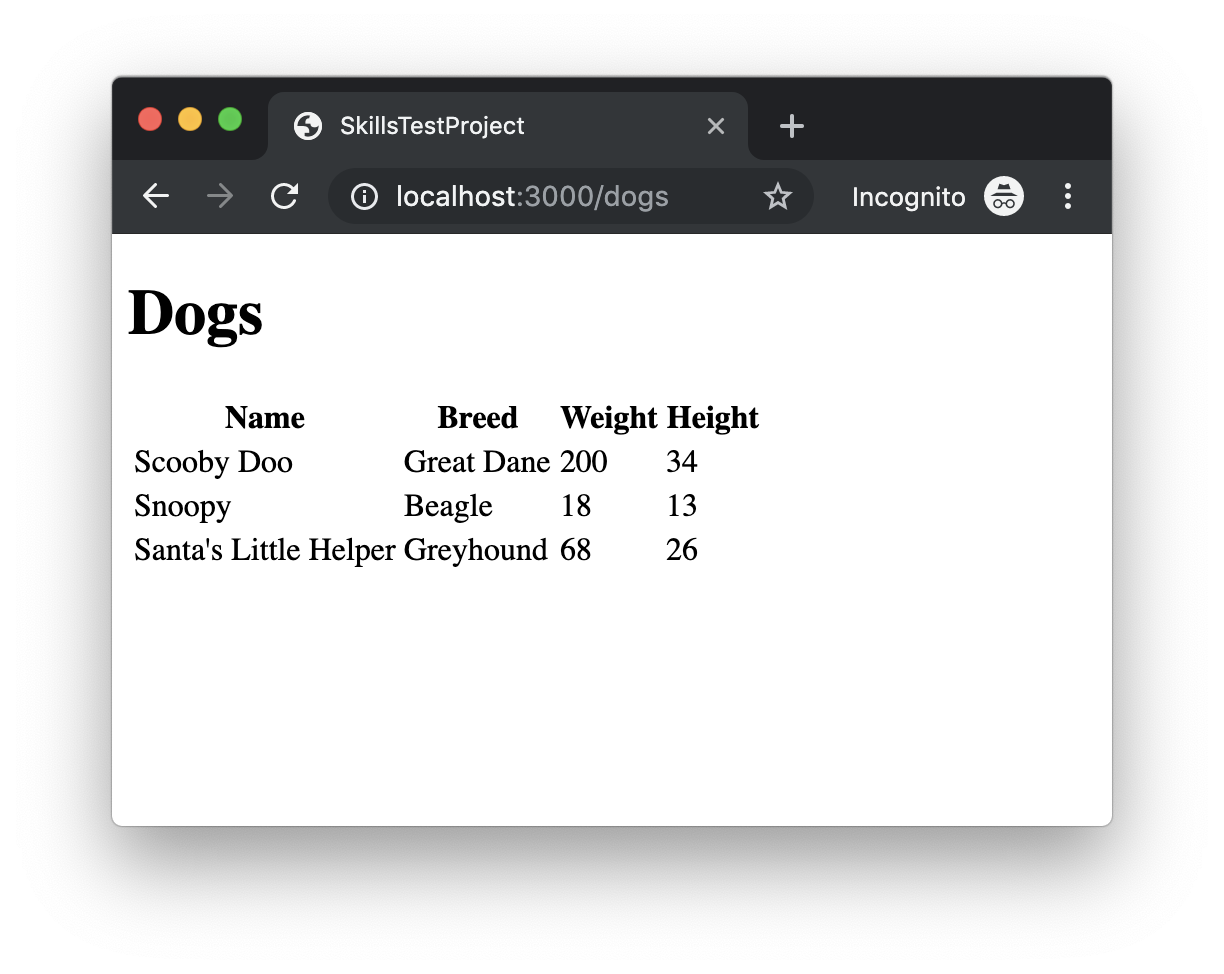 SkillsTestProject
localhost:3000/dogs Incognito
Dogs
Name Breed Weight Height
Scooby Doo Great Dane 200 34
Snoopy Beagle 18 13
Santa's Little Helper Greyhound 68 26